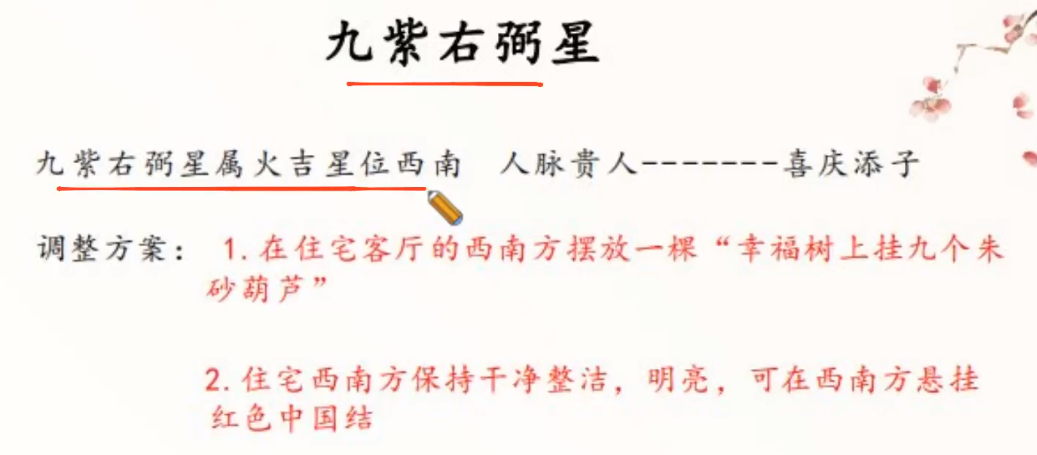 九紫右弼星
九紫右弼星属火吉星位西南 人脉贵人-------喜庆添子
调整方案： 1.在住宅客厅的西南方摆放一棵“幸福树上挂九个朱
砂葫芦”
2.住宅西南方保持干净整洁，明亮，可在西南方悬挂
红色中国结